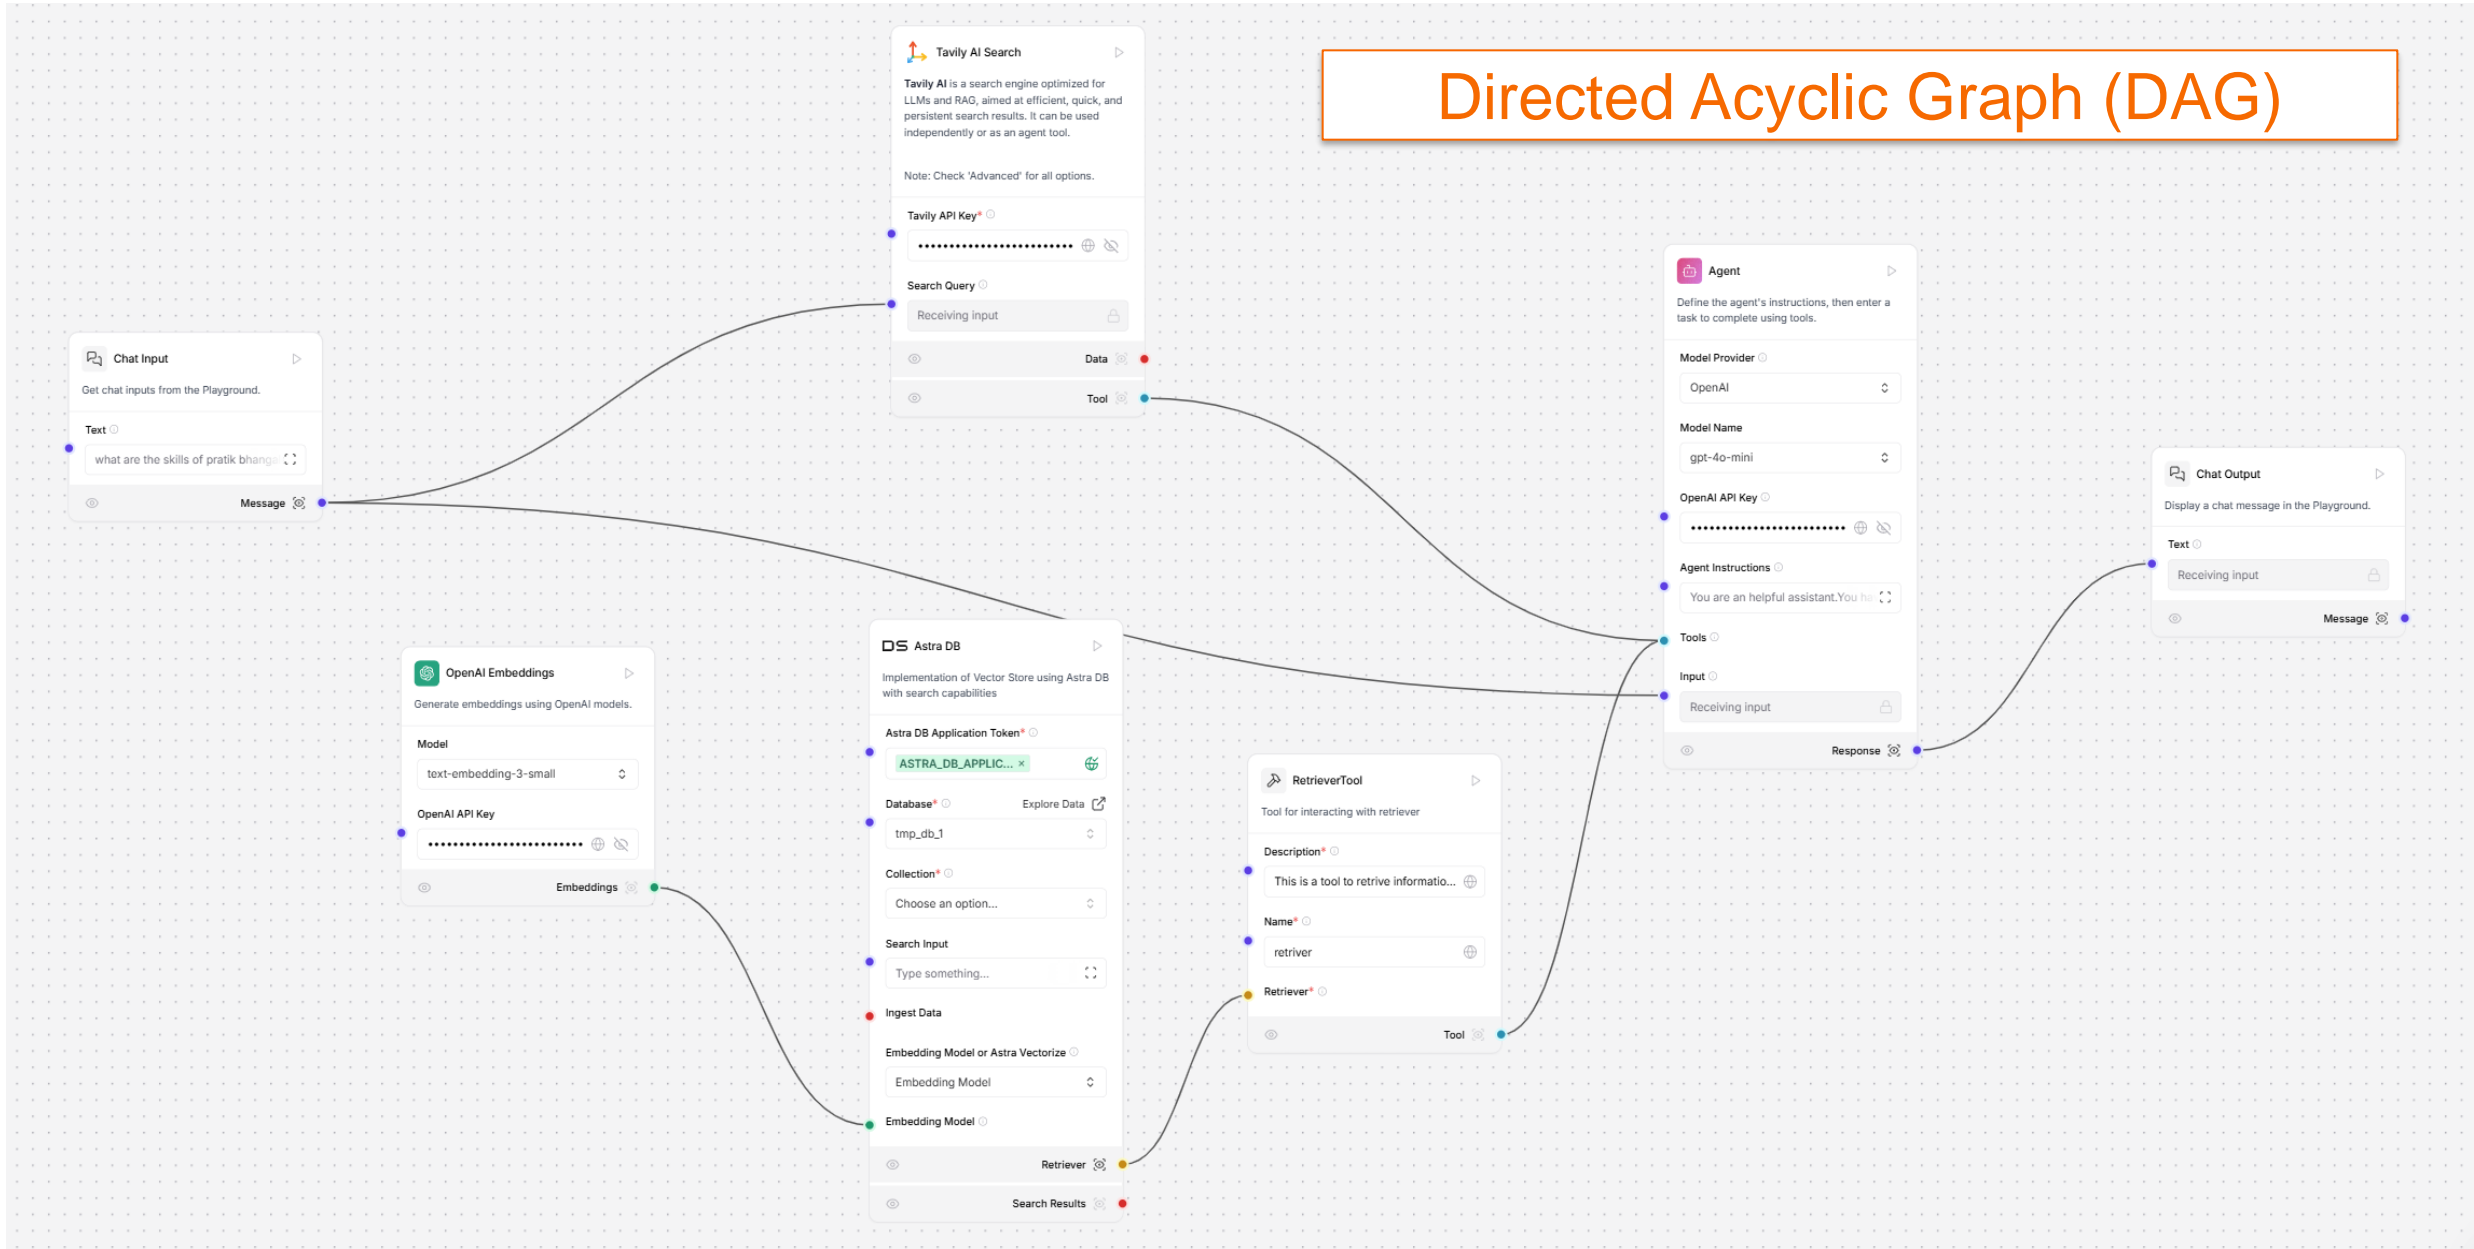 Directed Acyclic Graph (DAG)
Tavily AI Search
Tavily AI is a search engine optimized for
LLMs and RAG, aimed at efficient, quick, and
persistent search results. It can be used
independently or as an agent tool.
Note: Check 'Advanced' for all options.
Tavily API Key*
••••••••••••••••••••••••••
Search Query
Receiving input
Data
Tool
Chat Input
Get chat inputs from the Playground.
Text
what are the skills of pratik bhanga
Message
OpenAI Embeddings
Generate embeddings using OpenAI models.
Model
text-embedding-3-small
OpenAI API Key
••••••••••••••••••••••••••
Embeddings
DS Astra DB
Implementation of Vector Store using Astra DB
with search capabilities
Astra DB Application Token*
ASTRA_DB_APPLIC... ×
Database* Explore Data
tmp_db_1
Collection*
Choose an option...
Search Input
Type something...
Ingest Data
Embedding Model or Astra Vectorize
Embedding Model
Embedding Model
Retriever
Search Results
RetrieverTool
Tool for interacting with retriever
Description*
This is a tool to retrive informatio...
Name*
retriver
Retriever*
Tool
Agent
Define the agent's instructions, then enter a
task to complete using tools.
Model Provider
OpenAI
Model Name
gpt-4o-mini
OpenAI API Key
••••••••••••••••••••••••••
Agent Instructions
You are an helpful assistant.You ha
Tools
Input
Receiving input
Response
Chat Output
Display a chat message in the Playground.
Text
Receiving input
Message